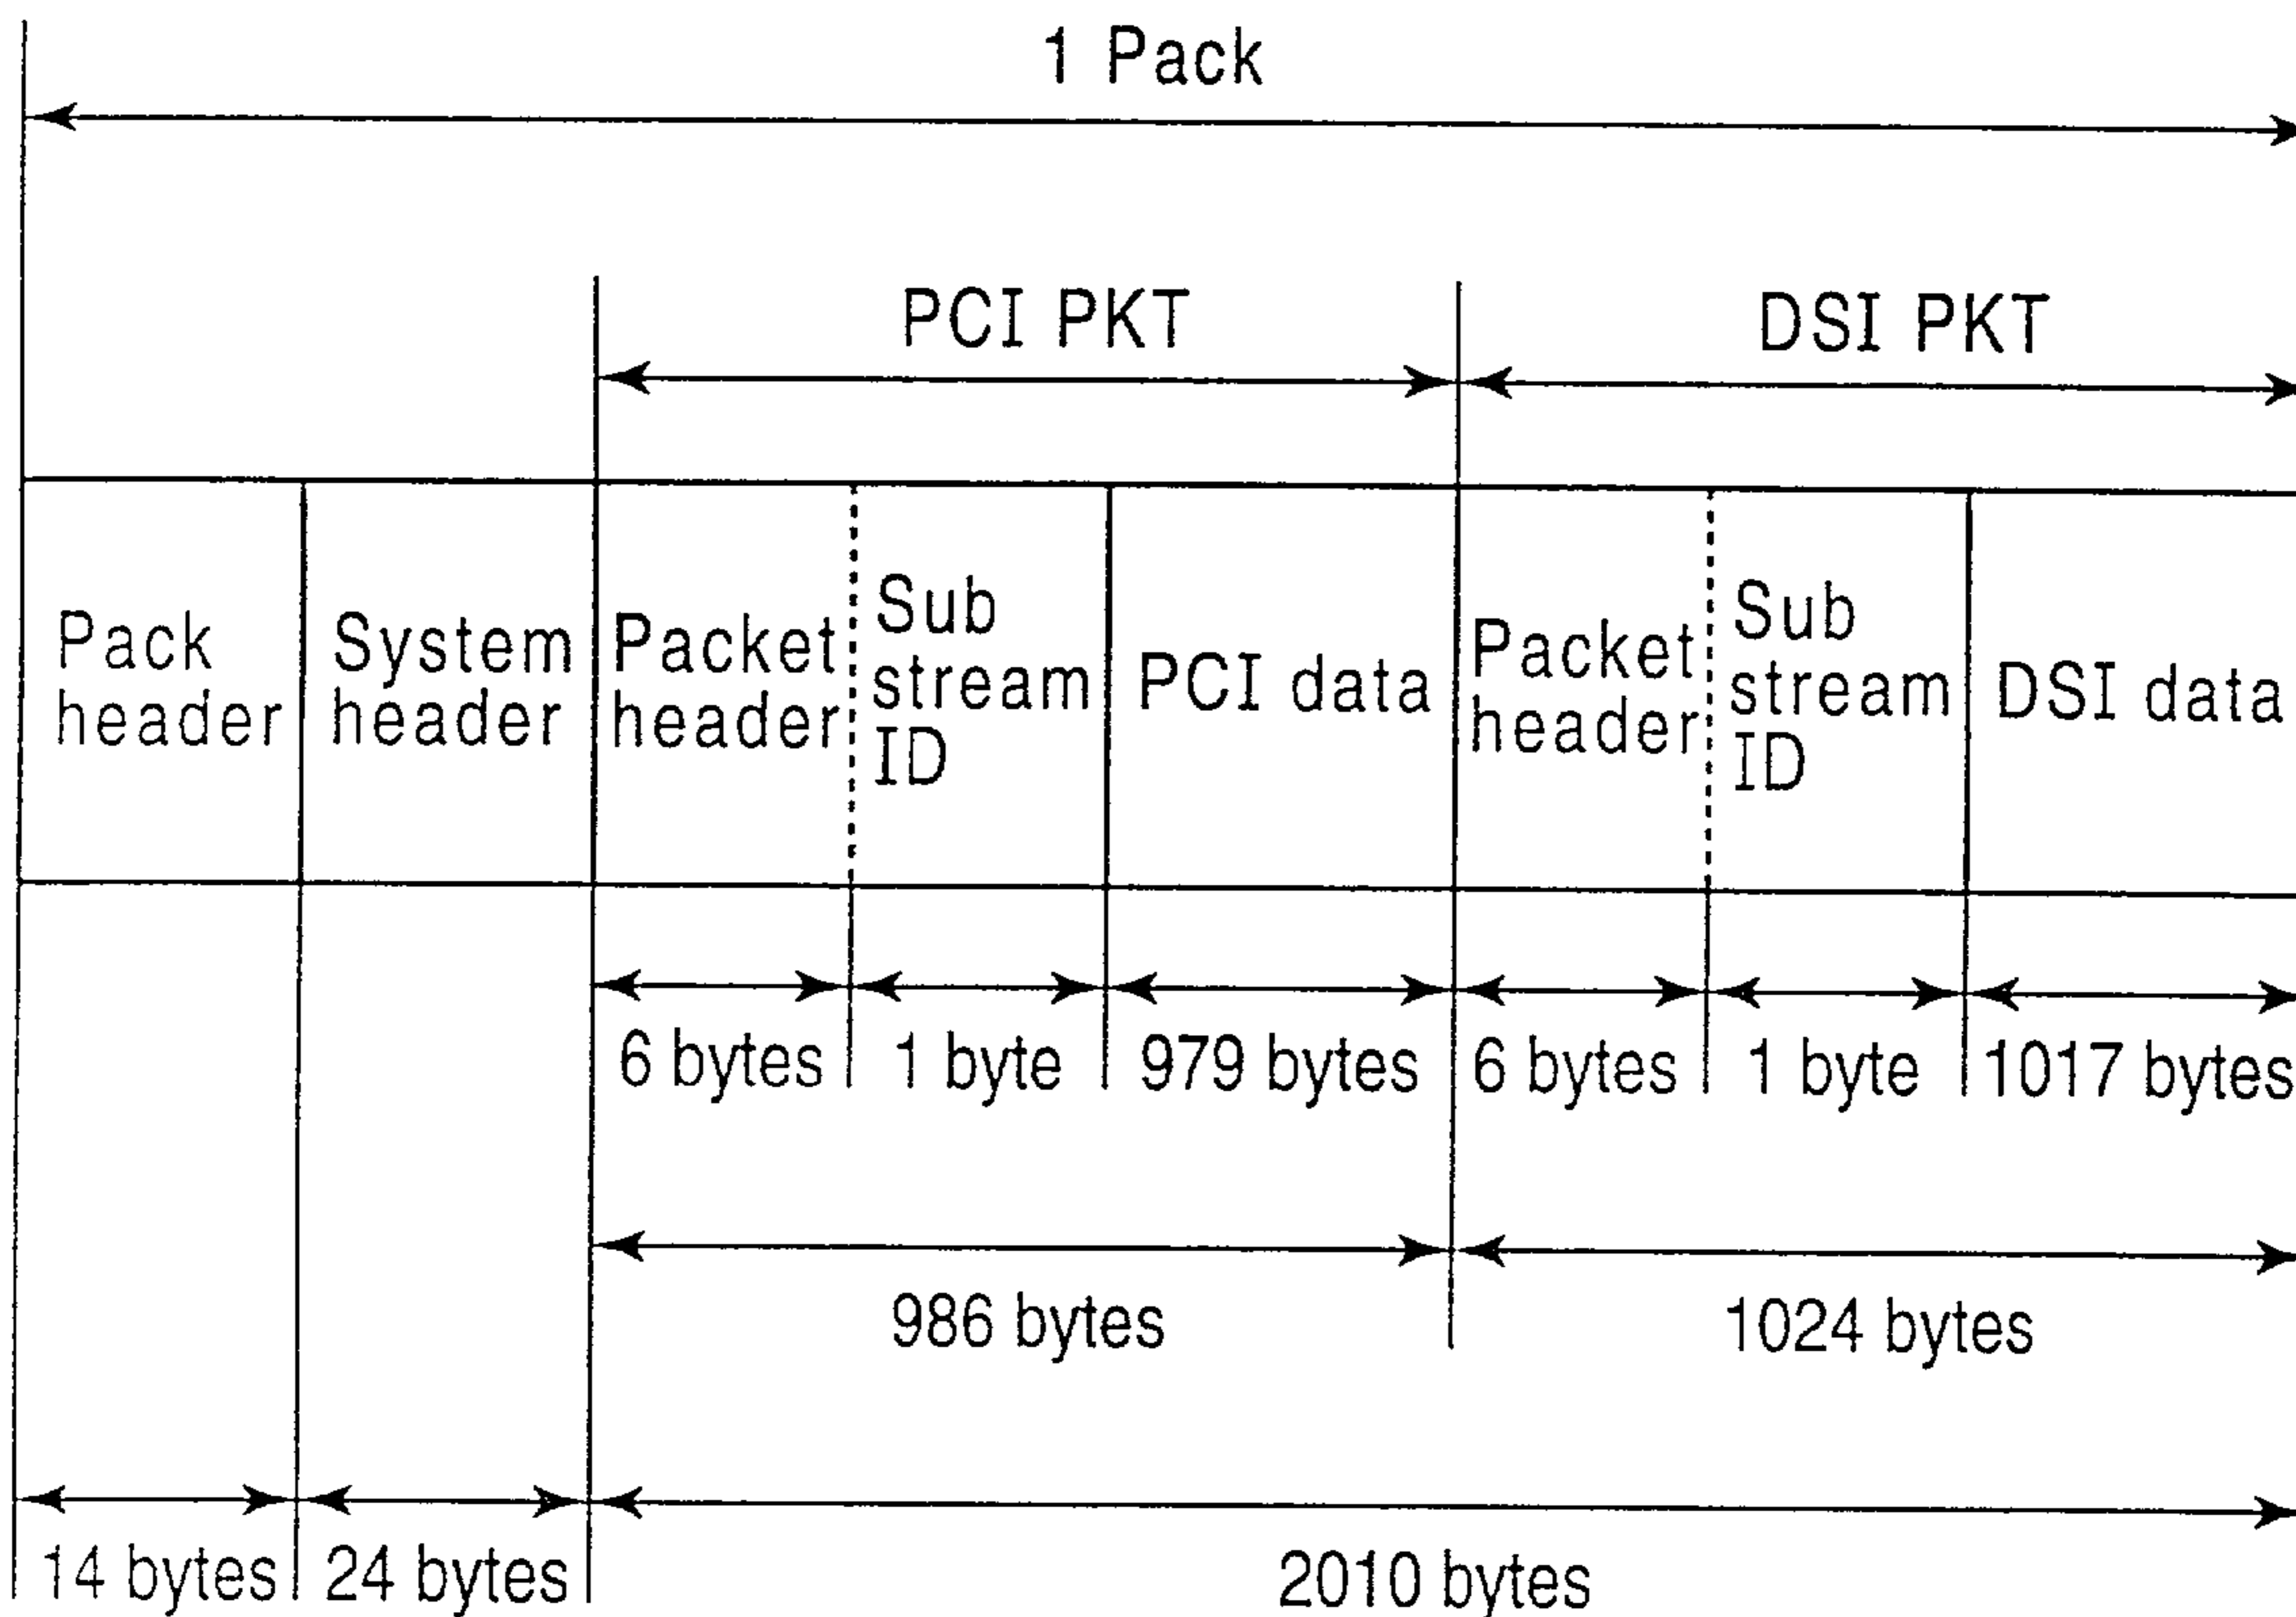 1 Pack
PCI PKT
DSI PKT
Pack
header
System
header
Packet
header
Sub
stream
ID
PCI data
Packet
header
Sub
stream
ID
DSI data
6 bytes
1 byte
979 bytes
6 bytes
1 byte
1017 bytes
986 bytes
1024 bytes
14 bytes
24 bytes
2010 bytes